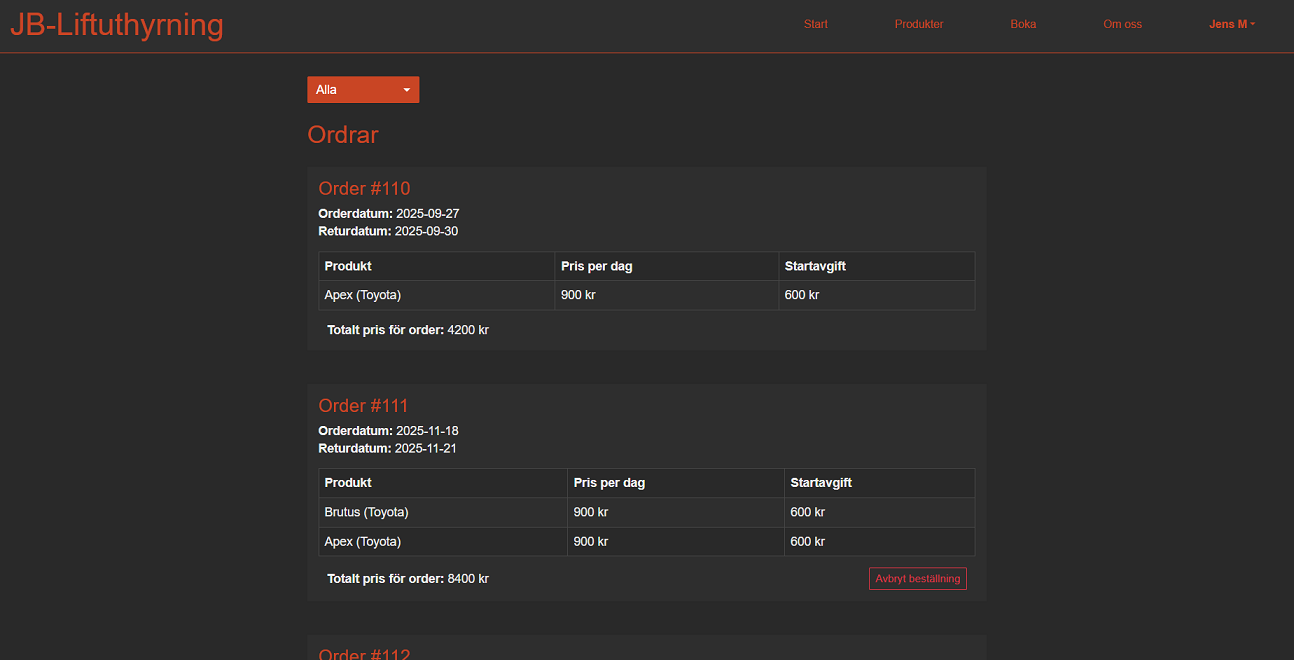 JB-Liftuthyrning
Start Produkter Boka Om oss Jens M
Alla
Ordrar
Order #110
Orderdatum: 2025-09-27
Returdatum: 2025-09-30
Produkt Pris per dag Startavgift
Apex (Toyota) 900 kr 600 kr
Totalt pris för order: 4200 kr
Order #111
Orderdatum: 2025-11-18
Returdatum: 2025-11-21
Produkt Pris per dag Startavgift
Brutus (Toyota) 900 kr 600 kr
Apex (Toyota) 900 kr 600 kr
Totalt pris för order: 8400 kr
Avbryt beställning
Order #112